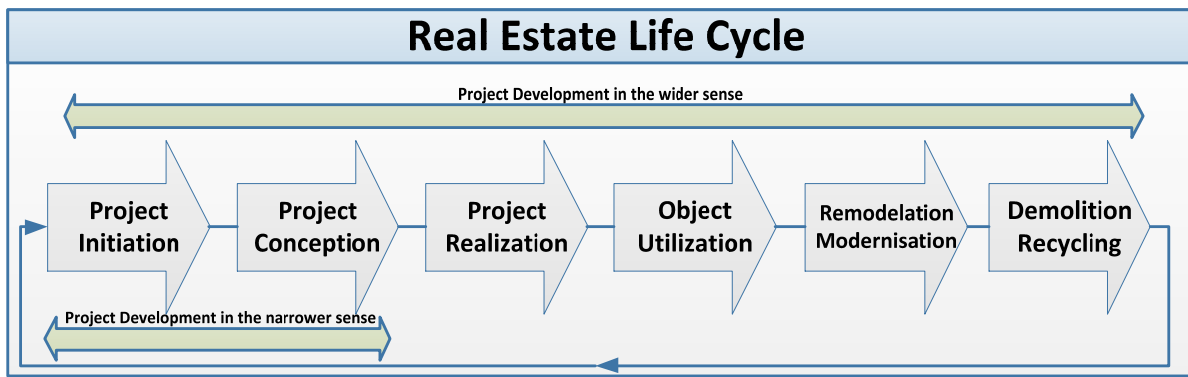 Real Estate Life Cycle
Project Development in the wider sense
Project
Initiation
Project
Conception
Project
Realization
Object
Utilization
Remodelation
Modernisation
Demolition
Recycling
Project Development in the narrower sense